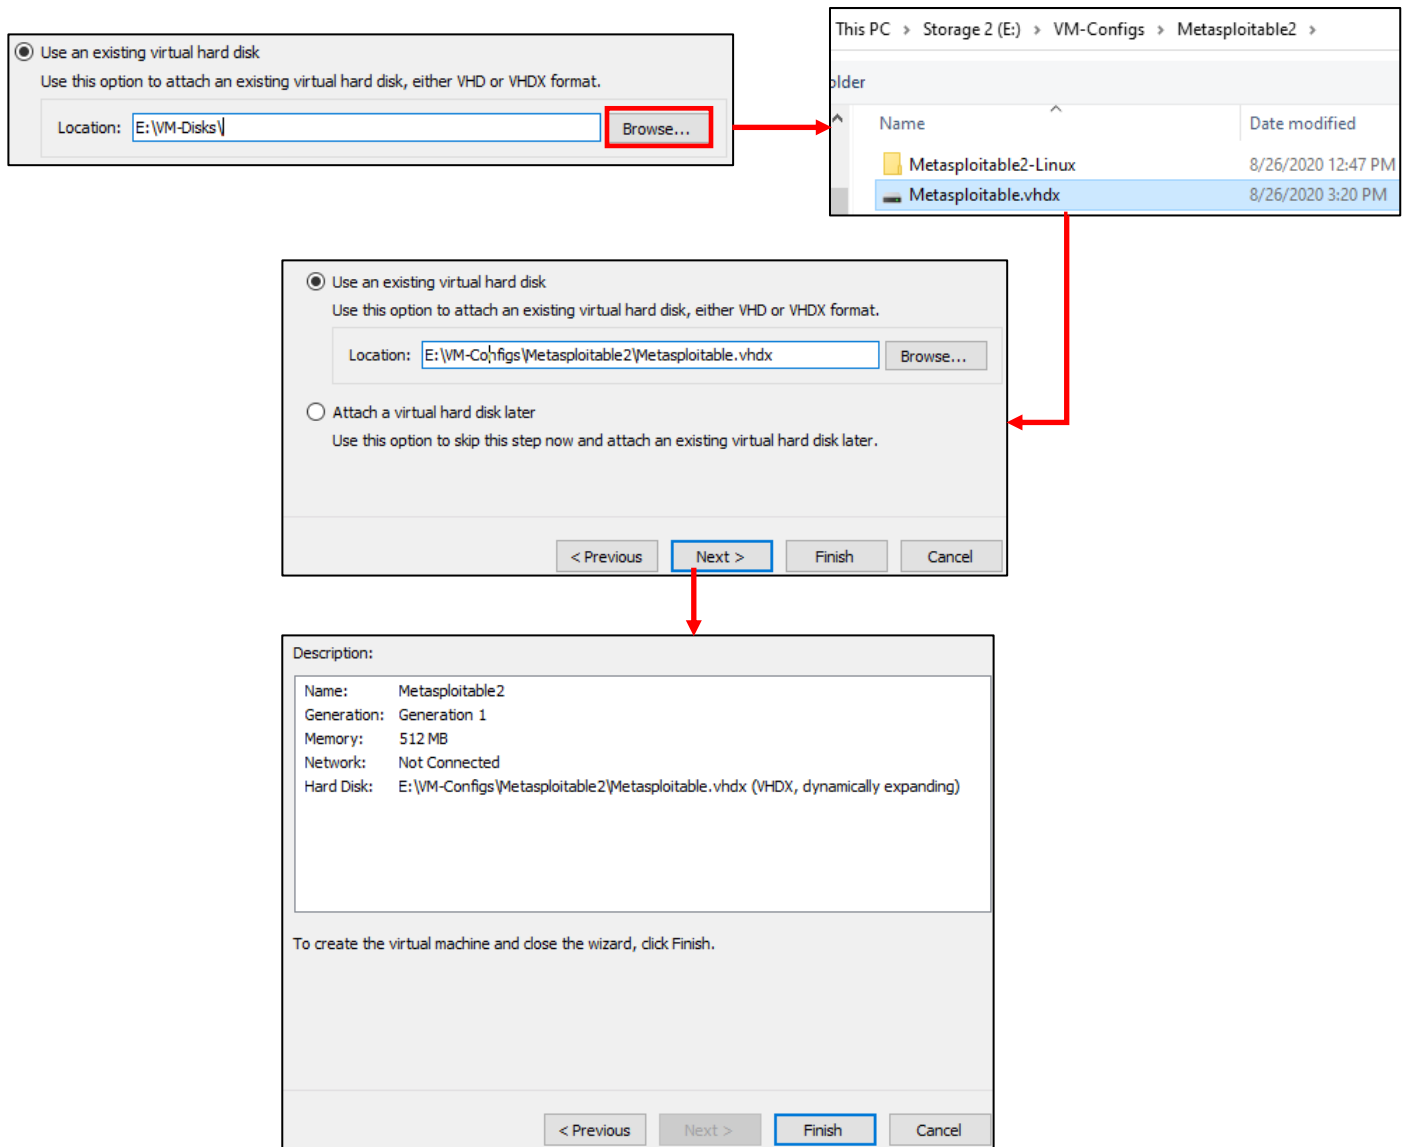 Use an existing virtual hard disk
Use this option to attach an existing virtual hard disk, either VHD or VHDX format.
Location: E:\VM-Disks\ Browse...
This PC > Storage 2 (E:) > VM-Configs > Metasploitable2 >
older
Name Date modified
Metasploitable2-Linux 8/26/2020 12:47 PM
Metasploitable.vhdx 8/26/2020 3:20 PM
Use an existing virtual hard disk
Use this option to attach an existing virtual hard disk, either VHD or VHDX format.
Location: E:\VM-Configs\Metasploitable2\Metasploitable.vhdx Browse...
Attach a virtual hard disk later
Use this option to skip this step now and attach an existing virtual hard disk later.
< Previous Next > Finish Cancel
Description:
Name: Metasploitable2
Generation: Generation 1
Memory: 512 MB
Network: Not Connected
Hard Disk: E:\VM-Configs\Metasploitable2\Metasploitable.vhdx (VHDX, dynamically expanding)
To create the virtual machine and close the wizard, click Finish.
< Previous Next > Finish Cancel